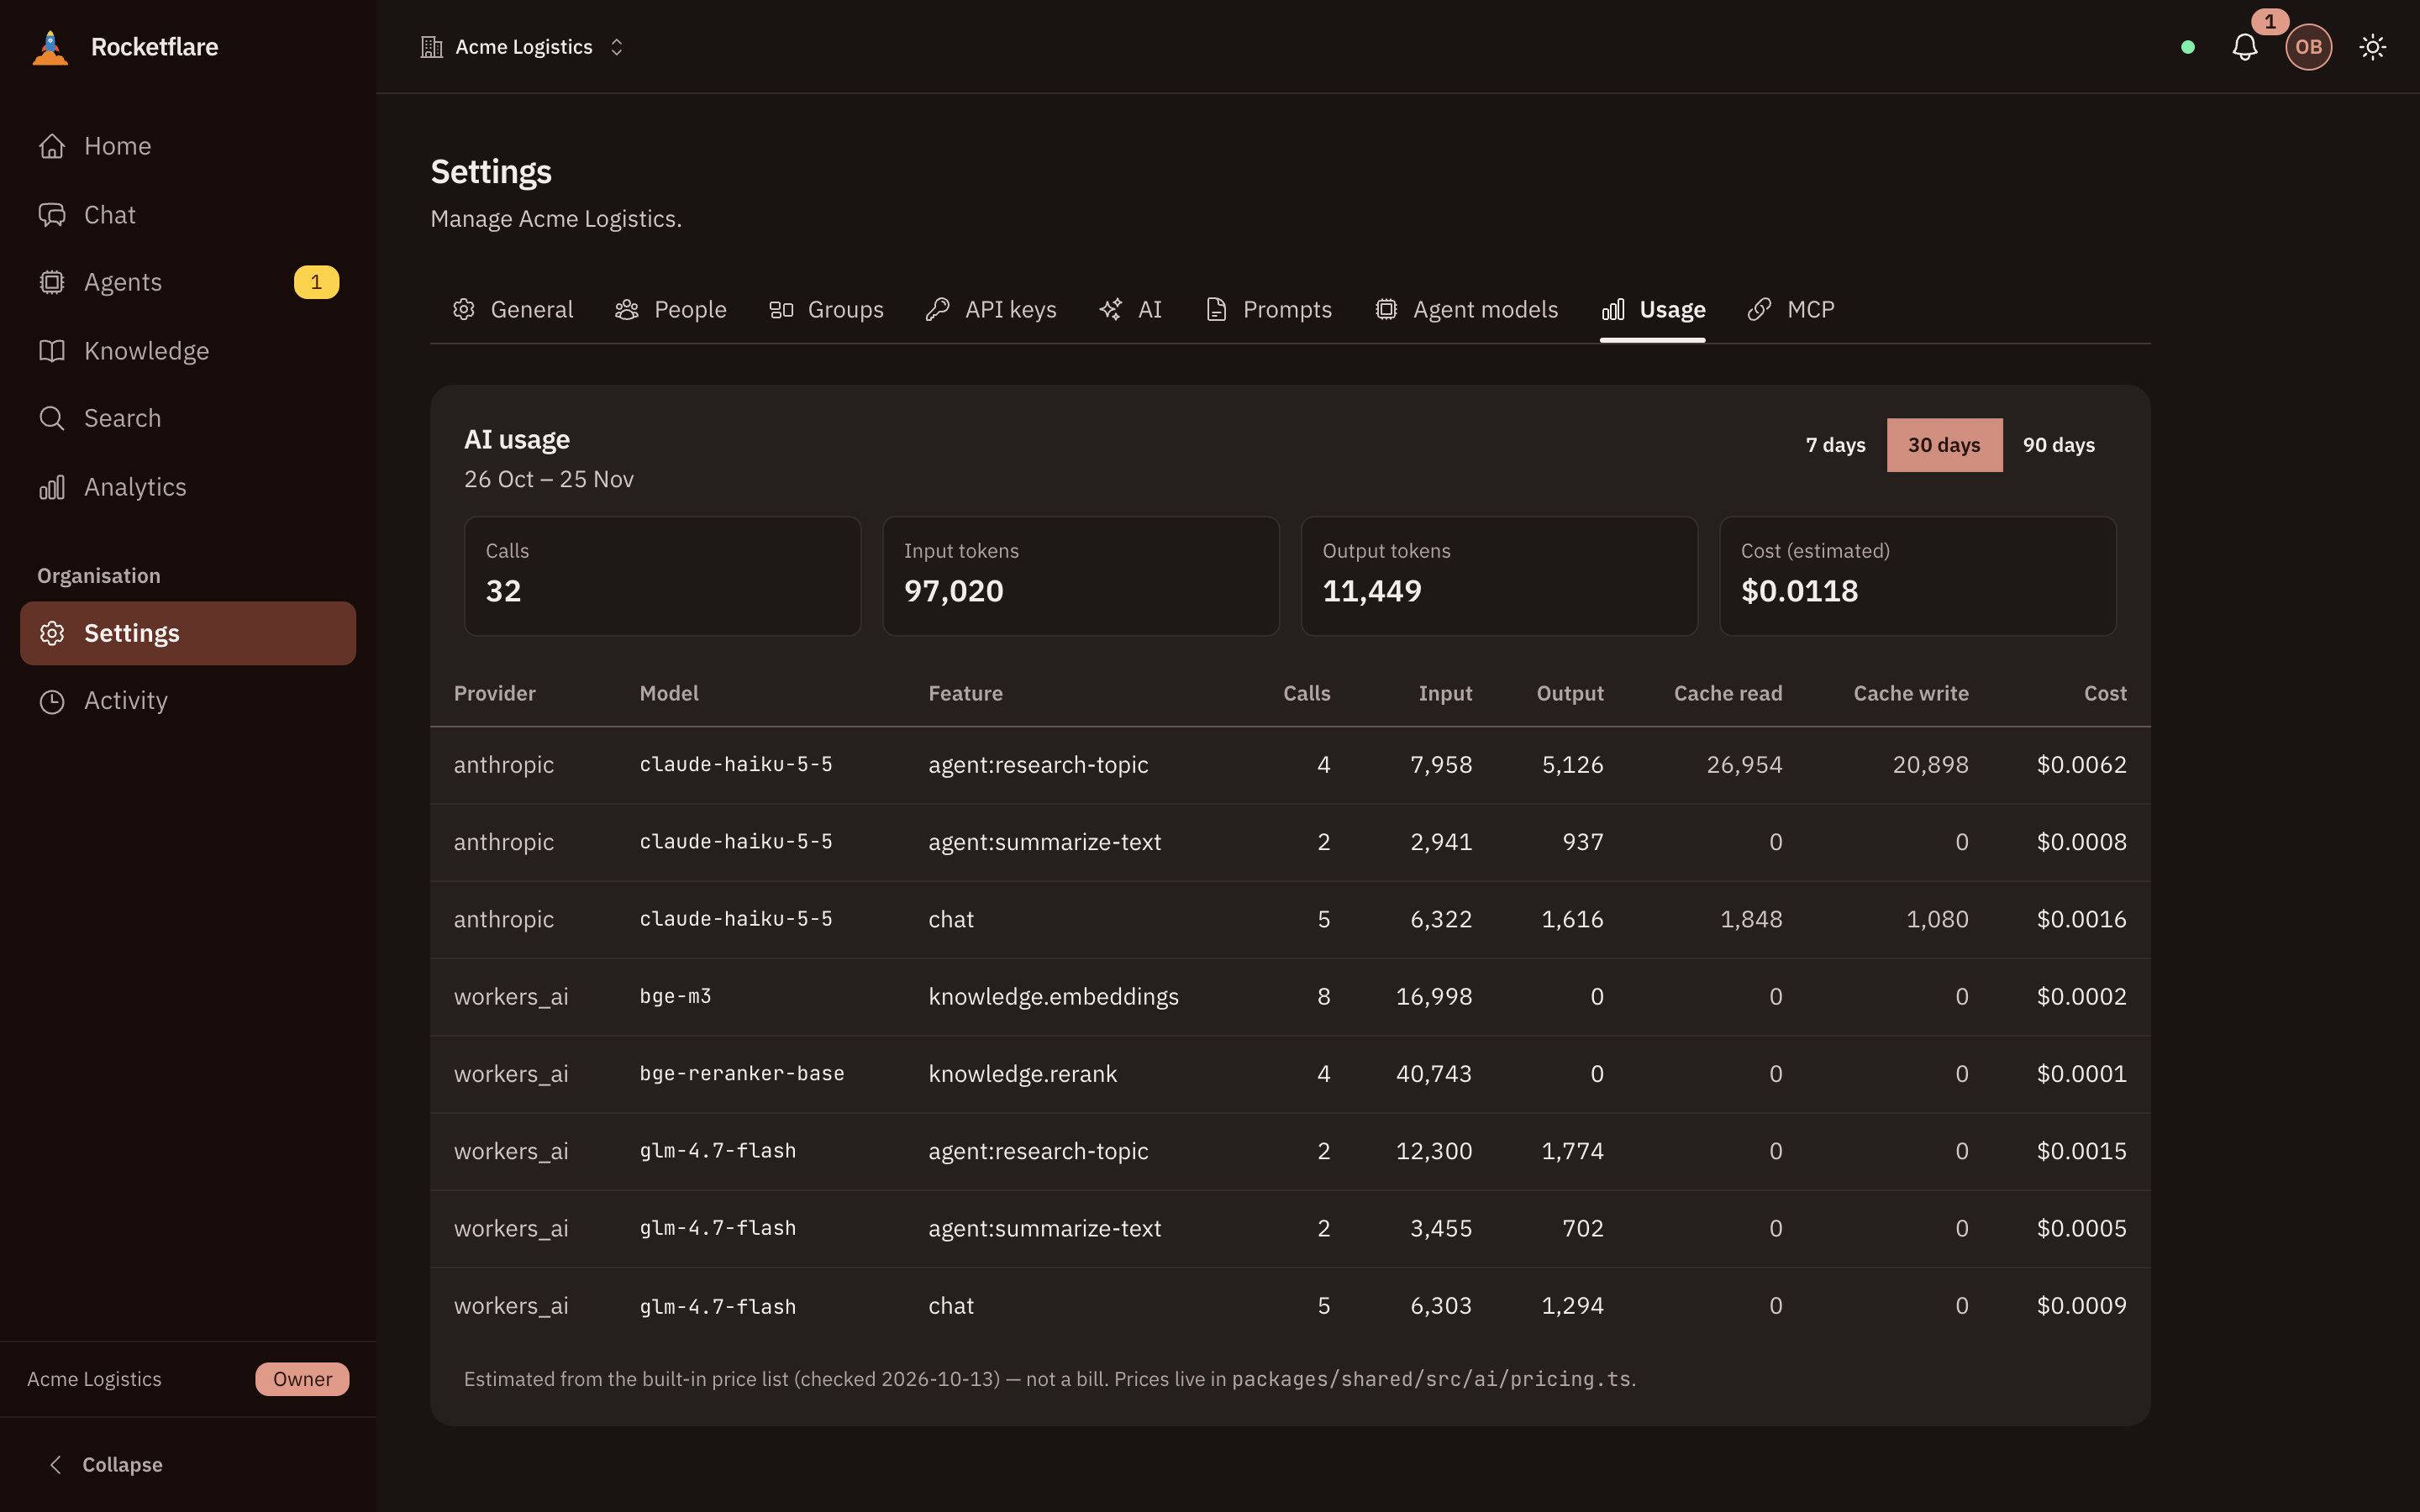 Rocketflare
Acme Logistics
1
OB
Home
Chat
Agents 1
Knowledge
Search
Analytics
Organisation
Settings
Activity
Acme Logistics Owner
Collapse
Settings
Manage Acme Logistics.
General People Groups API keys AI Prompts Agent models Usage MCP
AI usage
26 Oct – 25 Nov
7 days 30 days 90 days
Calls
32
Input tokens
97,020
Output tokens
11,449
Cost (estimated)
$0.0118
Provider Model Feature Calls Input Output Cache read Cache write Cost
anthropic claude-haiku-5-5 agent:research-topic 4 7,958 5,126 26,954 20,898 $0.0062
anthropic claude-haiku-5-5 agent:summarize-text 2 2,941 937 0 0 $0.0008
anthropic claude-haiku-5-5 chat 5 6,322 1,616 1,848 1,080 $0.0016
workers_ai bge-m3 knowledge.embeddings 8 16,998 0 0 0 $0.0002
workers_ai bge-reranker-base knowledge.rerank 4 40,743 0 0 0 $0.0001
workers_ai glm-4.7-flash agent:research-topic 2 12,300 1,774 0 0 $0.0015
workers_ai glm-4.7-flash agent:summarize-text 2 3,455 702 0 0 $0.0005
workers_ai glm-4.7-flash chat 5 6,303 1,294 0 0 $0.0009
Estimated from the built-in price list (checked 2026-10-13) — not a bill. Prices live in packages/shared/src/ai/pricing.ts.